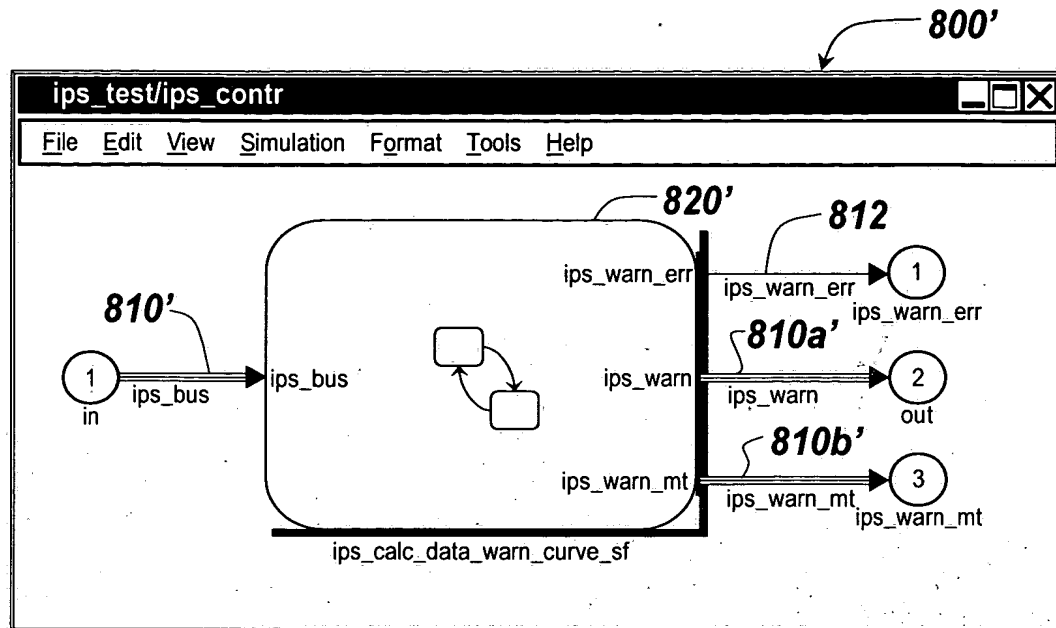 800'
ips_test/ips_contr
File Edit View Simulation Format Tools Help
820'
812
ips_warn_err
1
ips_warn_err
ips_warn_err
810'
810a'
1
ips_bus
ips_bus
in
ips_warn
2
ips_warn
out
810b'
ips_warn_mt
3
ips_warn_mt
ips_warn_mt
ips_calc_data_warn_curve_sf